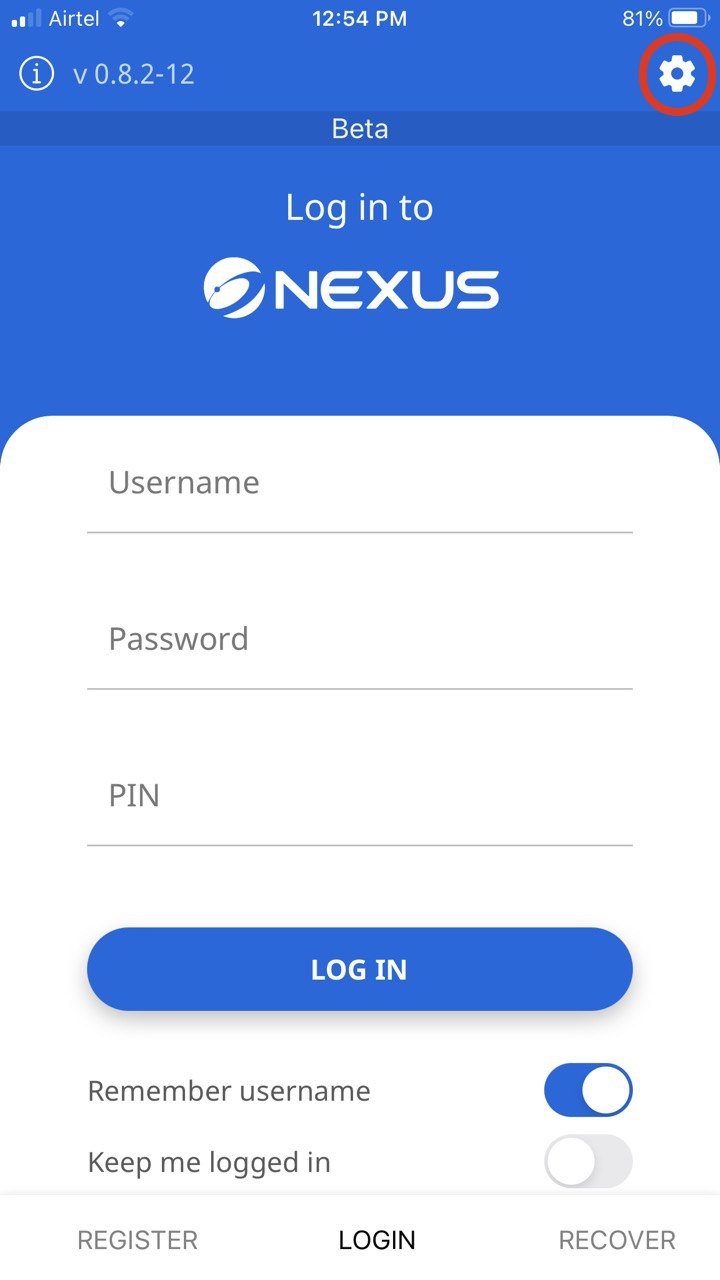 Airtel 12:54 PM 81%
v 0.8.2-12
Beta
Log in to
NEXUS
Username
Password
PIN
LOG IN
Remember username
Keep me logged in
REGISTER LOGIN RECOVER